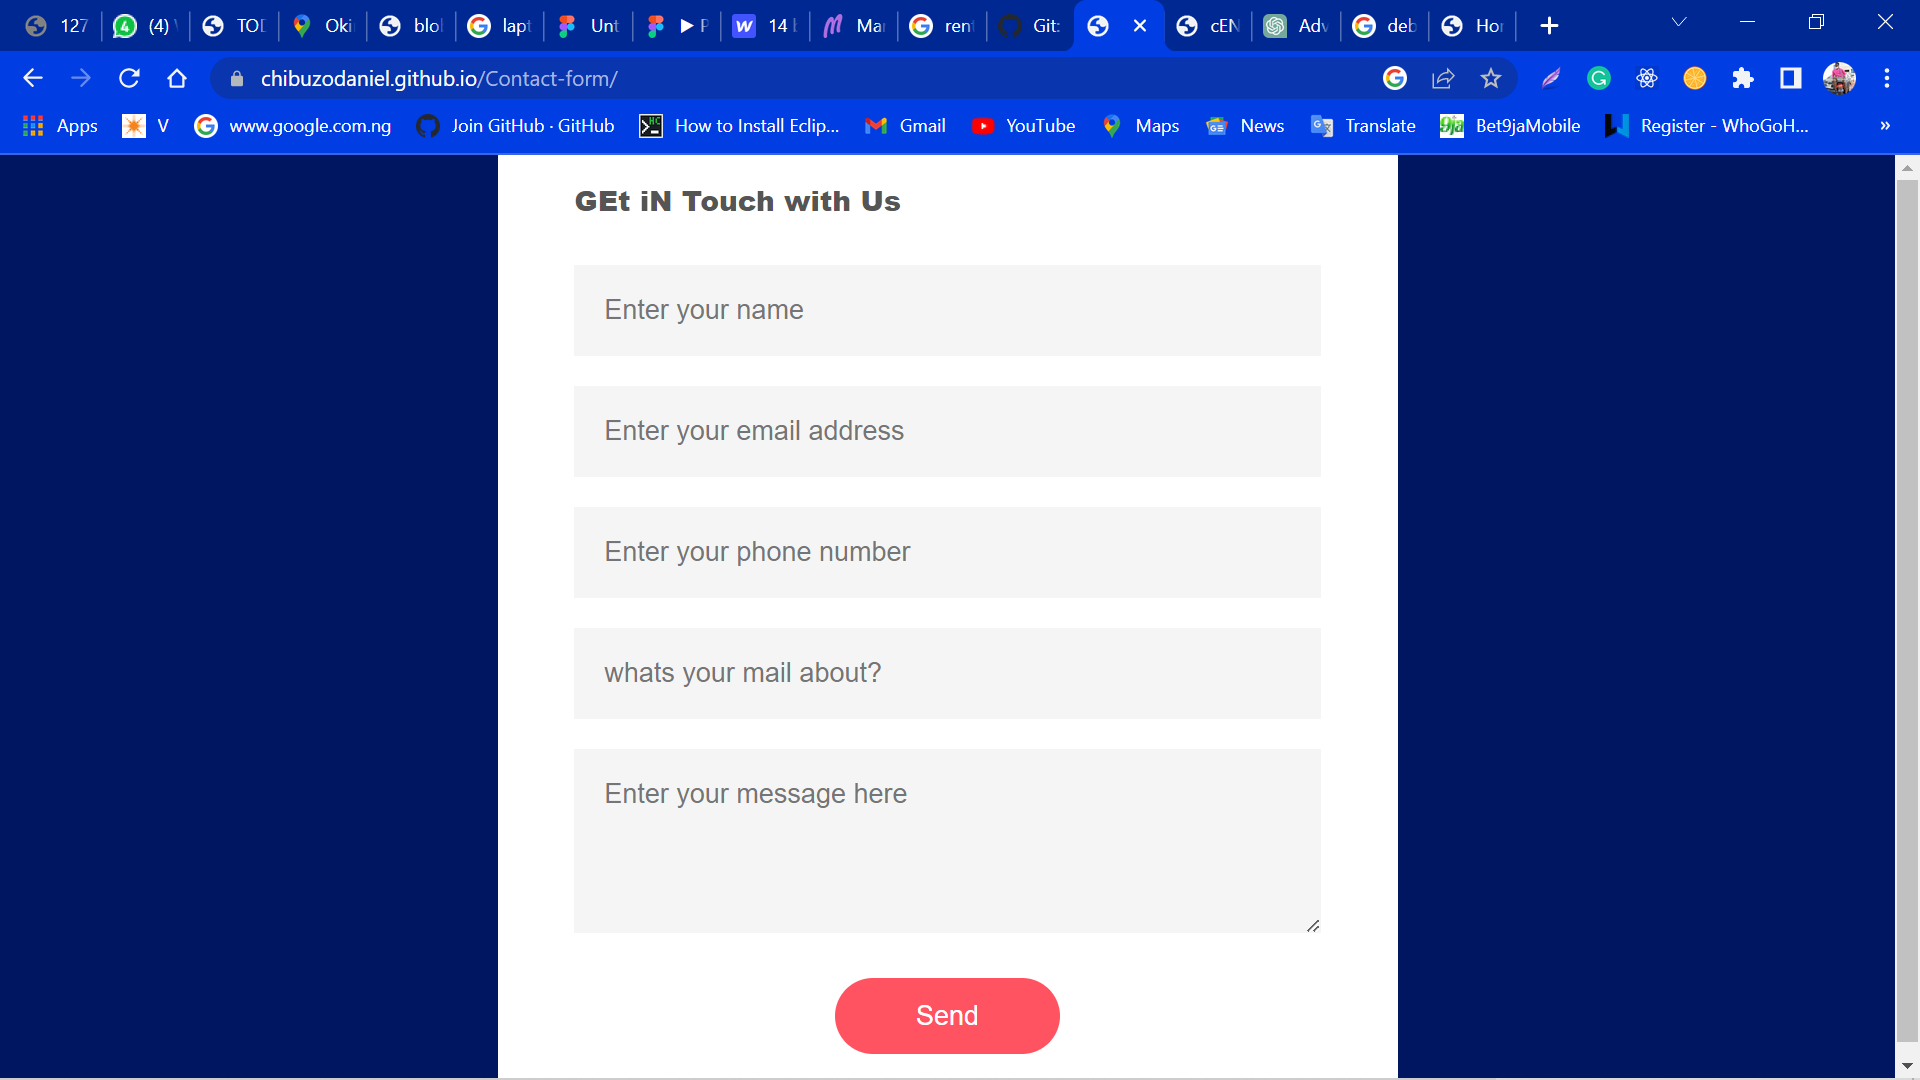 127 (4) TOD Oki blo lapt Unt P 14 Ma ren Git: cEN Adv deb Hor
chibuzodaniel.github.io/Contact-form/
Apps V www.google.com.ng Join GitHub · GitHub How to Install Eclip... Gmail YouTube Maps News Translate Bet9jaMobile Register - WhoGoH... »
GEt iN Touch with Us
Enter your name
Enter your email address
Enter your phone number
whats your mail about?
Enter your message here
Send